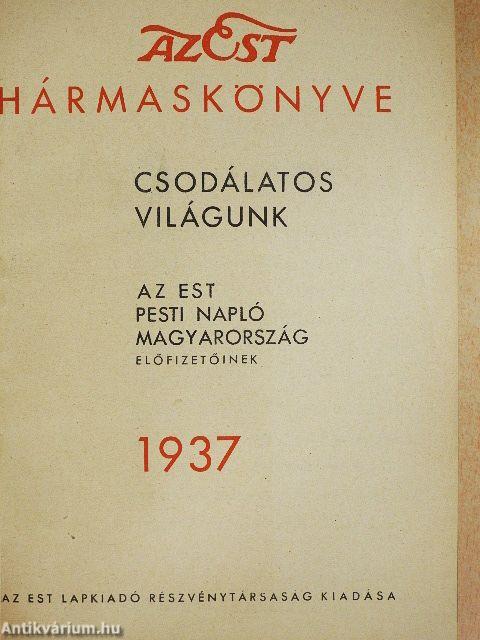 AZ EST
HÁRMASKÖNYVE
CSODÁLATOS
VILÁGUNK
AZ EST
PESTI NAPLÓ
MAGYARORSZÁG
ELŐFIZETŐINEK
1937
AZ EST LAPKIADÓ RÉSZVÉNYTÁRSASÁG KIADÁSA
Antikvárium.hu